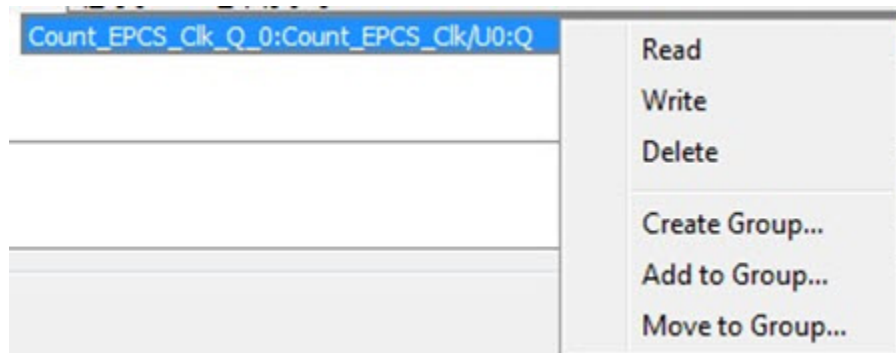 Count_EPCS_Clk_Q_0:Count_EPCS_Clk/U0:Q
Read
Write
Delete
Create Group...
Add to Group...
Move to Group...